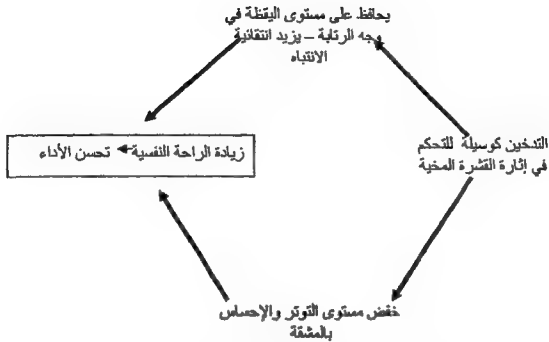 يحافظ على مستوى اليقظة في
وجه الرتابة – يزيد انتقائية
الانتباه
التدخين كوسيلة للتحكم
في إثارة القشرة المخية
زيادة الراحة النفسية ← تحسن الأداء
خفض مستوى التوتر والإحساس
بالمشقة